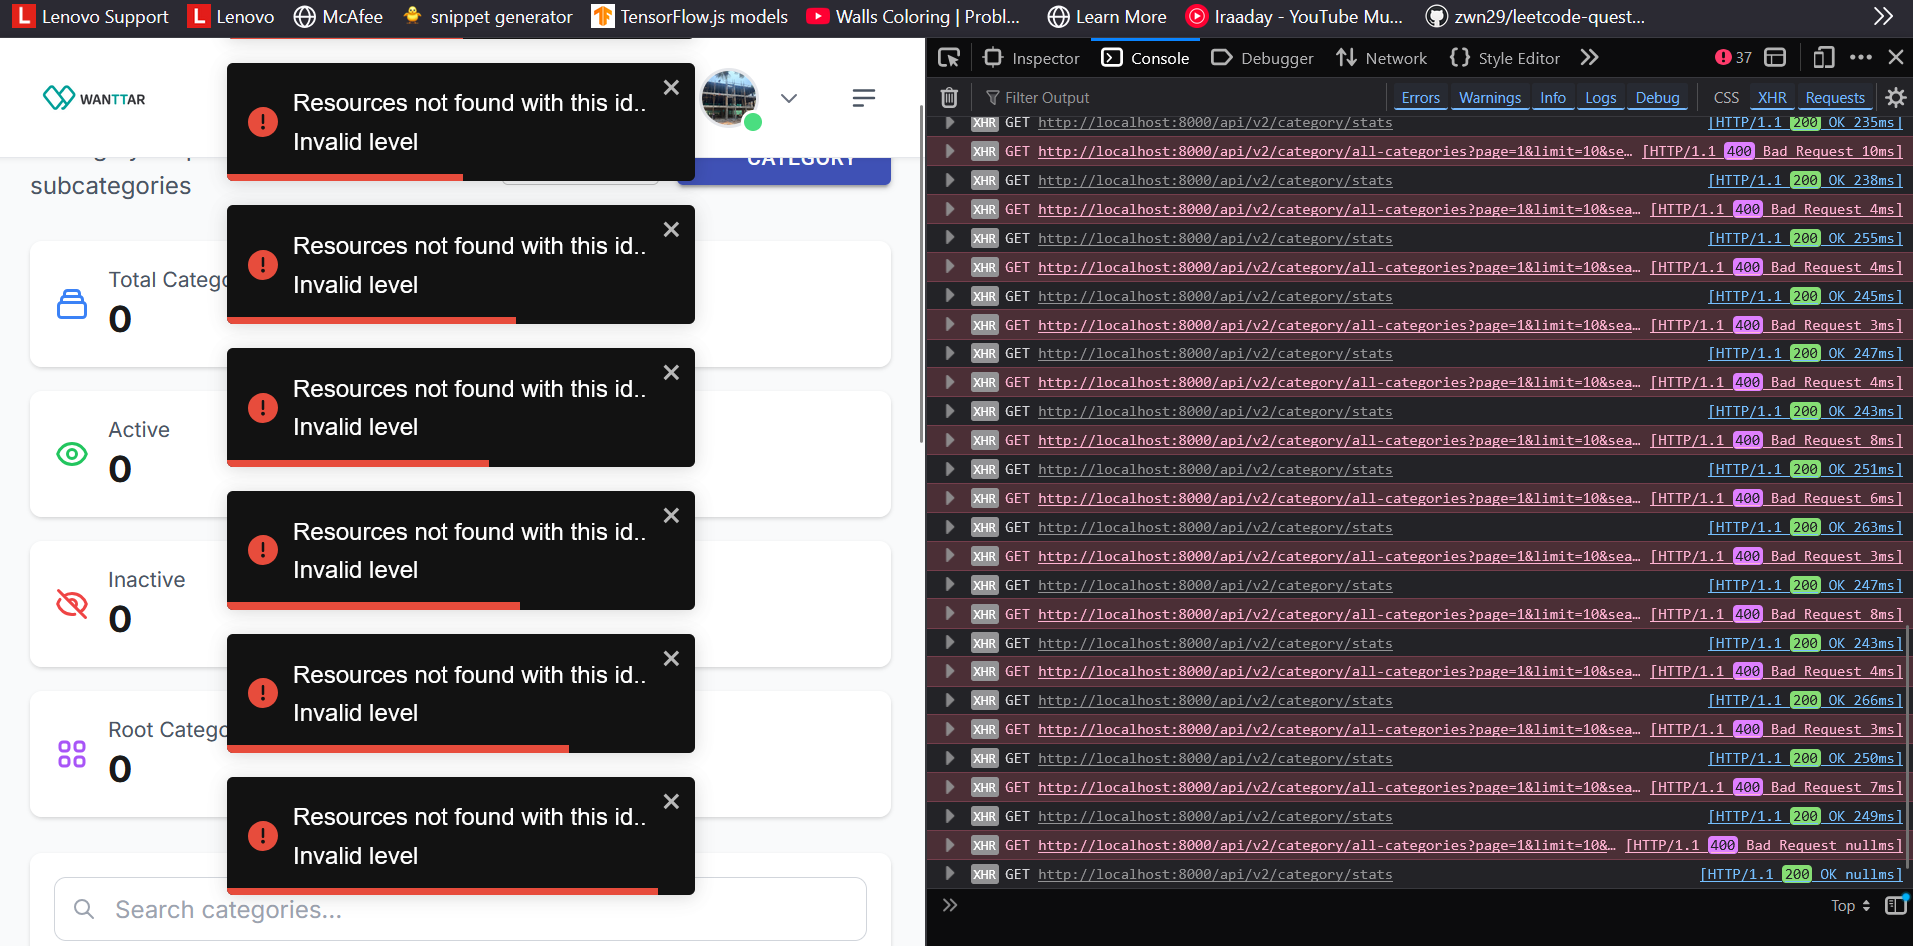 Lenovo Support
Lenovo
McAfee
snippet generator
TensorFlow.js models
Walls Coloring | Probl...
Learn More
Iraaday - YouTube Mu...
zwn29/leetcode-quest...
WANTTAR
CATEGORY
subcategories
Total Catego
0
Active
0
Inactive
0
Root Catego
0
Search categories...
Resources not found with this id..
Invalid level
Resources not found with this id..
Invalid level
Resources not found with this id..
Invalid level
Resources not found with this id..
Invalid level
Resources not found with this id..
Invalid level
Resources not found with this id..
Invalid level
Inspector
Console
Debugger
Network
Style Editor
37
Filter Output
Errors
Warnings
Info
Logs
Debug
CSS
XHR
Requests
XHR GET http://localhost:8000/api/v2/category/stats [HTTP/1.1 200 OK 235ms]
XHR GET http://localhost:8000/api/v2/category/all-categories?page=1&limit=10&se… [HTTP/1.1 400 Bad Request 10ms]
XHR GET http://localhost:8000/api/v2/category/stats [HTTP/1.1 200 OK 238ms]
XHR GET http://localhost:8000/api/v2/category/all-categories?page=1&limit=10&sea… [HTTP/1.1 400 Bad Request 4ms]
XHR GET http://localhost:8000/api/v2/category/stats [HTTP/1.1 200 OK 255ms]
XHR GET http://localhost:8000/api/v2/category/all-categories?page=1&limit=10&sea… [HTTP/1.1 400 Bad Request 4ms]
XHR GET http://localhost:8000/api/v2/category/stats [HTTP/1.1 200 OK 245ms]
XHR GET http://localhost:8000/api/v2/category/all-categories?page=1&limit=10&sea… [HTTP/1.1 400 Bad Request 3ms]
XHR GET http://localhost:8000/api/v2/category/stats [HTTP/1.1 200 OK 247ms]
XHR GET http://localhost:8000/api/v2/category/all-categories?page=1&limit=10&sea… [HTTP/1.1 400 Bad Request 4ms]
XHR GET http://localhost:8000/api/v2/category/stats [HTTP/1.1 200 OK 243ms]
XHR GET http://localhost:8000/api/v2/category/all-categories?page=1&limit=10&sea… [HTTP/1.1 400 Bad Request 8ms]
XHR GET http://localhost:8000/api/v2/category/stats [HTTP/1.1 200 OK 251ms]
XHR GET http://localhost:8000/api/v2/category/all-categories?page=1&limit=10&sea… [HTTP/1.1 400 Bad Request 6ms]
XHR GET http://localhost:8000/api/v2/category/stats [HTTP/1.1 200 OK 263ms]
XHR GET http://localhost:8000/api/v2/category/all-categories?page=1&limit=10&sea… [HTTP/1.1 400 Bad Request 3ms]
XHR GET http://localhost:8000/api/v2/category/stats [HTTP/1.1 200 OK 247ms]
XHR GET http://localhost:8000/api/v2/category/all-categories?page=1&limit=10&sea… [HTTP/1.1 400 Bad Request 8ms]
XHR GET http://localhost:8000/api/v2/category/stats [HTTP/1.1 200 OK 243ms]
XHR GET http://localhost:8000/api/v2/category/all-categories?page=1&limit=10&sea… [HTTP/1.1 400 Bad Request 4ms]
XHR GET http://localhost:8000/api/v2/category/stats [HTTP/1.1 200 OK 266ms]
XHR GET http://localhost:8000/api/v2/category/all-categories?page=1&limit=10&sea… [HTTP/1.1 400 Bad Request 3ms]
XHR GET http://localhost:8000/api/v2/category/stats [HTTP/1.1 200 OK 250ms]
XHR GET http://localhost:8000/api/v2/category/all-categories?page=1&limit=10&sea… [HTTP/1.1 400 Bad Request 7ms]
XHR GET http://localhost:8000/api/v2/category/stats [HTTP/1.1 200 OK 249ms]
XHR GET http://localhost:8000/api/v2/category/all-categories?page=1&limit=10&… [HTTP/1.1 400 Bad Request nullms]
XHR GET http://localhost:8000/api/v2/category/stats [HTTP/1.1 200 OK nullms]
Top